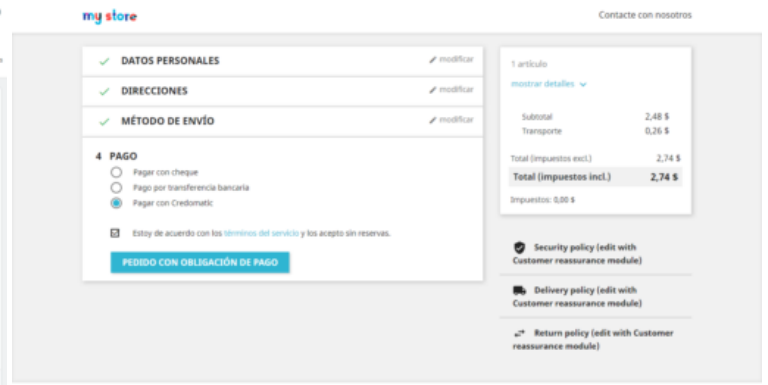 my store
Contacte con nosotros
DATOS PERSONALES
modificar
DIRECCIONES
modificar
MÉTODO DE ENVÍO
modificar
4 PAGO
Pagar con cheque
Pago por transferencia bancaria
Pagar con Credomatic
Estoy de acuerdo con los términos del servicio y los acepto sin reservas.
PEDIDO CON OBLIGACIÓN DE PAGO
1 artículo
mostrar detalles
Subtotal 2,48 $
Transporte 0,26 $
Total (impuestos excl.) 2,74 $
Total (impuestos incl.) 2,74 $
Impuestos: 0,00 $
Security policy (edit with
Customer reassurance module)
Delivery policy (edit with
Customer reassurance module)
Return policy (edit with Customer
reassurance module)